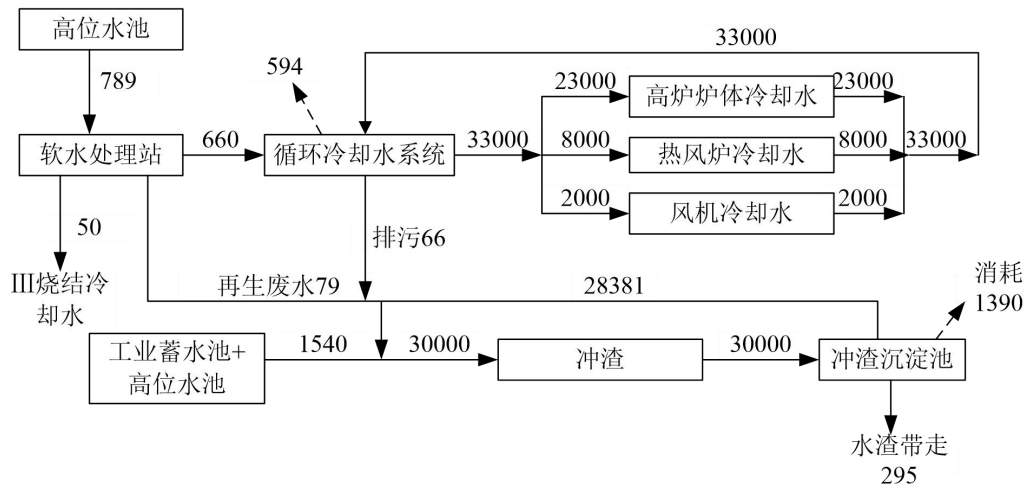 高位水池
789
33000
594
23000
高炉炉体冷却水
23000
软水处理站
660
循环冷却水系统
33000
8000
热风炉冷却水
8000
33000
2000
风机冷却水
2000
50
排污66
III烧结冷
却水
再生废水79
28381
消耗
1390
工业蓄水池+
高位水池
1540
30000
冲渣
30000
冲渣沉淀池
水渣带走
295